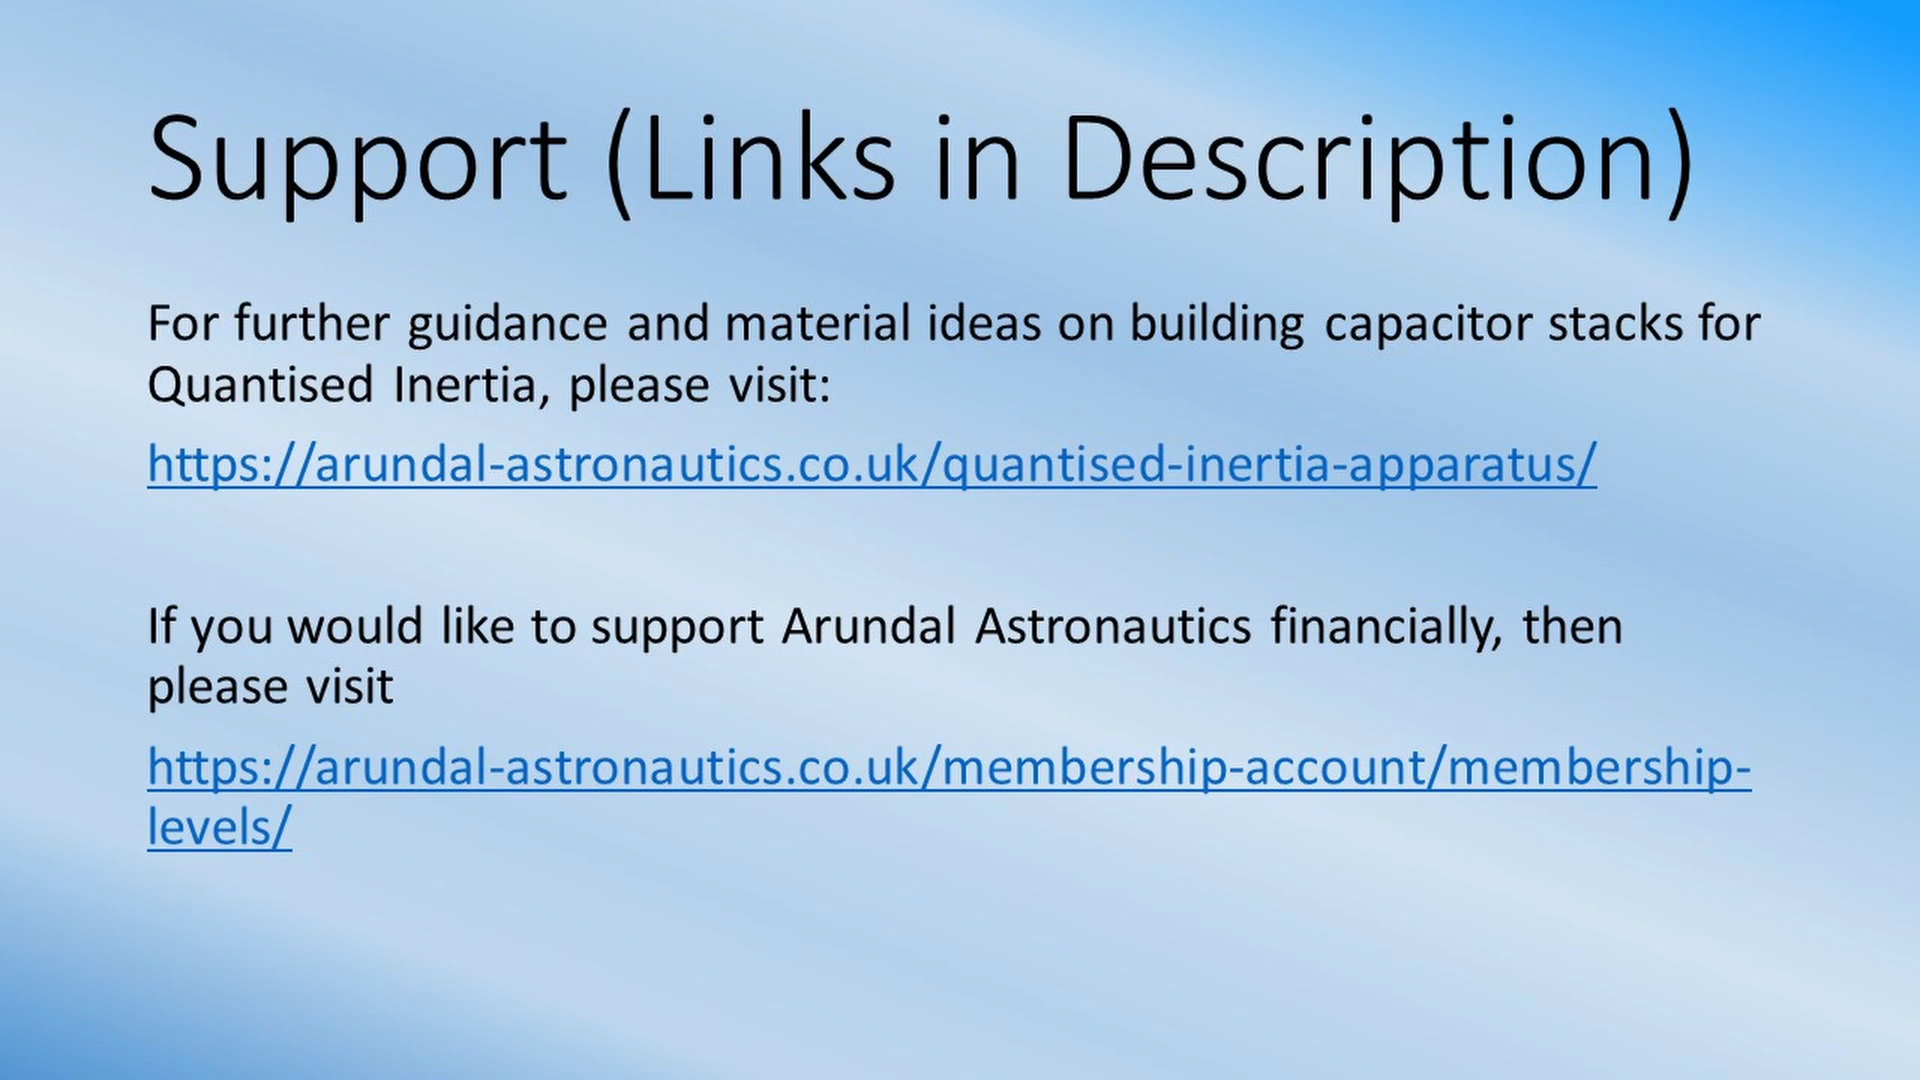 Support (Links in Description)
For further guidance and material ideas on building capacitor stacks for
Quantised Inertia, please visit:
https://arundal-astronautics.co.uk/quantised-inertia-apparatus/
If you would like to support Arundal Astronautics financially, then
please visit
https://arundal-astronautics.co.uk/membership-account/membership-
levels/